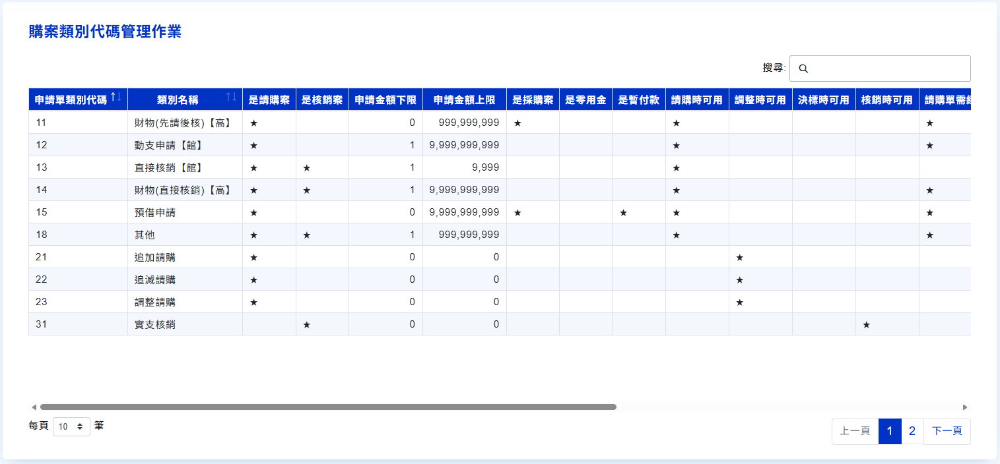 購案類別代碼管理作業
搜尋:
申請單類別代碼 ↑↓ 類別名稱 ↑↓ 是請購案 是核銷案 申請金額下限 申請金額上限 是採購案 是零用金 是暫付款 請購時可用 調整時可用 決標時可用 核銷時可用 請購單需
11 財物(先請後核)【高】 ★ 0 999,999,999 ★ ★ ★
12 動支申請【館】 ★ 1 9,999,999,999 ★ ★
13 直接核銷【館】 ★ ★ 1 9,999 ★
14 財物(直接核銷)【高】 ★ ★ 1 9,999,999,999 ★ ★
15 預借申請 ★ 0 9,999,999,999 ★ ★ ★ ★
18 其他 ★ ★ 1 999,999,999 ★ ★
21 追加請購 ★ 0 0 ★
22 追減請購 ★ 0 0 ★
23 調整請購 ★ 0 0 ★
31 實支核銷 ★ 0 0 ★
每頁 10 筆
上一頁 1 2 下一頁